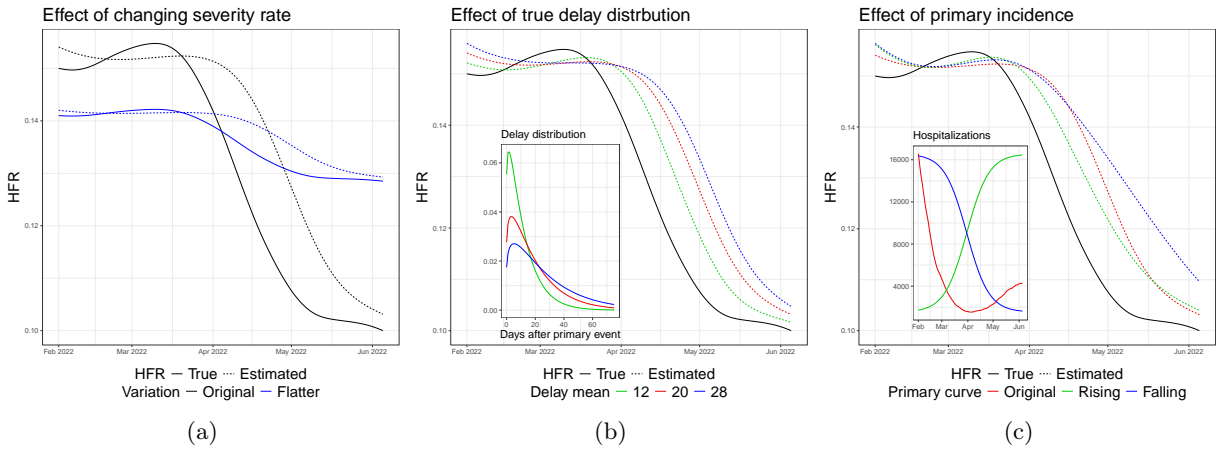 Effect of changing severity rate
HFR
0.14
0.12
0.10
Feb 2022 Mar 2022 Apr 2022 May 2022 Jun 2022
HFR True Estimated
Variation Original Flatter
(a)
Effect of true delay distrbution
HFR
0.14
0.12
0.10
Delay distribution
0.06
0.04
0.02
0.00
0 20 40 60
Days after primary event
Feb 2022 Mar 2022 Apr 2022 May 2022 Jun 2022
HFR True Estimated
Delay mean 12 20 28
(b)
Effect of primary incidence
HFR
0.14
0.12
0.10
Hospitalizations
16000
12000
8000
4000
Feb Mar Apr May Jun
Feb 2022 Mar 2022 Apr 2022 May 2022 Jun 2022
HFR True Estimated
Primary curve Original Rising Falling
(c)